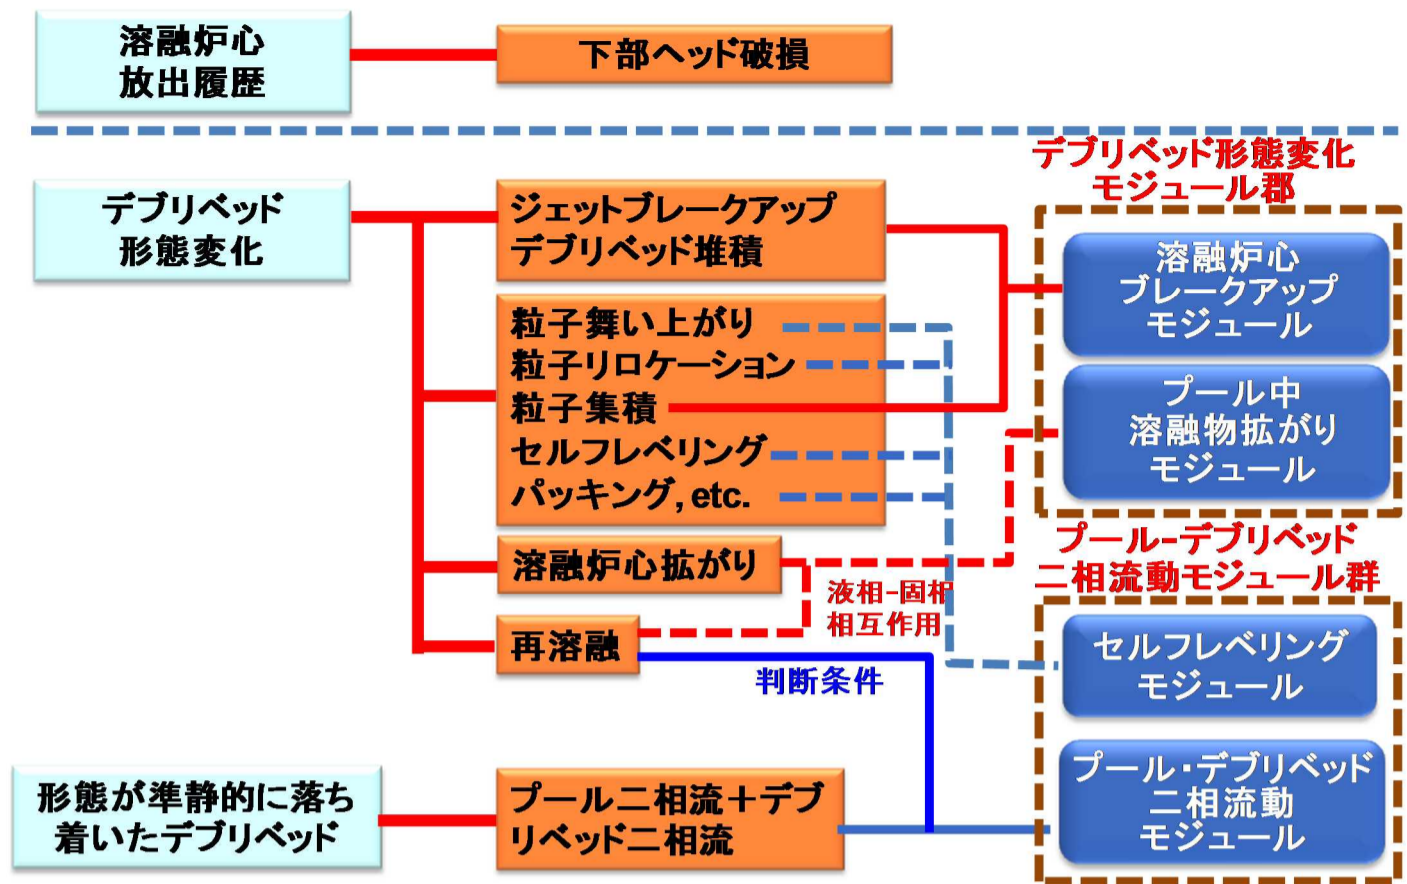 溶融炉心
放出履歴
下部ヘッド破損
デブリベッド形態変化
モジュール郡
デブリベッド
形態変化
ジェットブレークアップ
デブリベッド堆積
溶融炉心
ブレークアップ
モジュール
粒子舞い上がり
粒子リロケーション
粒子集積
セルフレベリング
パッキング, etc.
プール中
溶融物拡がり
モジュール
溶融炉心拡がり
液相-固相
相互作用
再溶融
判断条件
プール-デブリベッド
二相流動モジュール群
セルフレベリング
モジュール
形態が準静的に落ち
着いたデブリベッド
プール二相流＋デブ
リベッド二相流
プール・デブリベッド
二相流動
モジュール